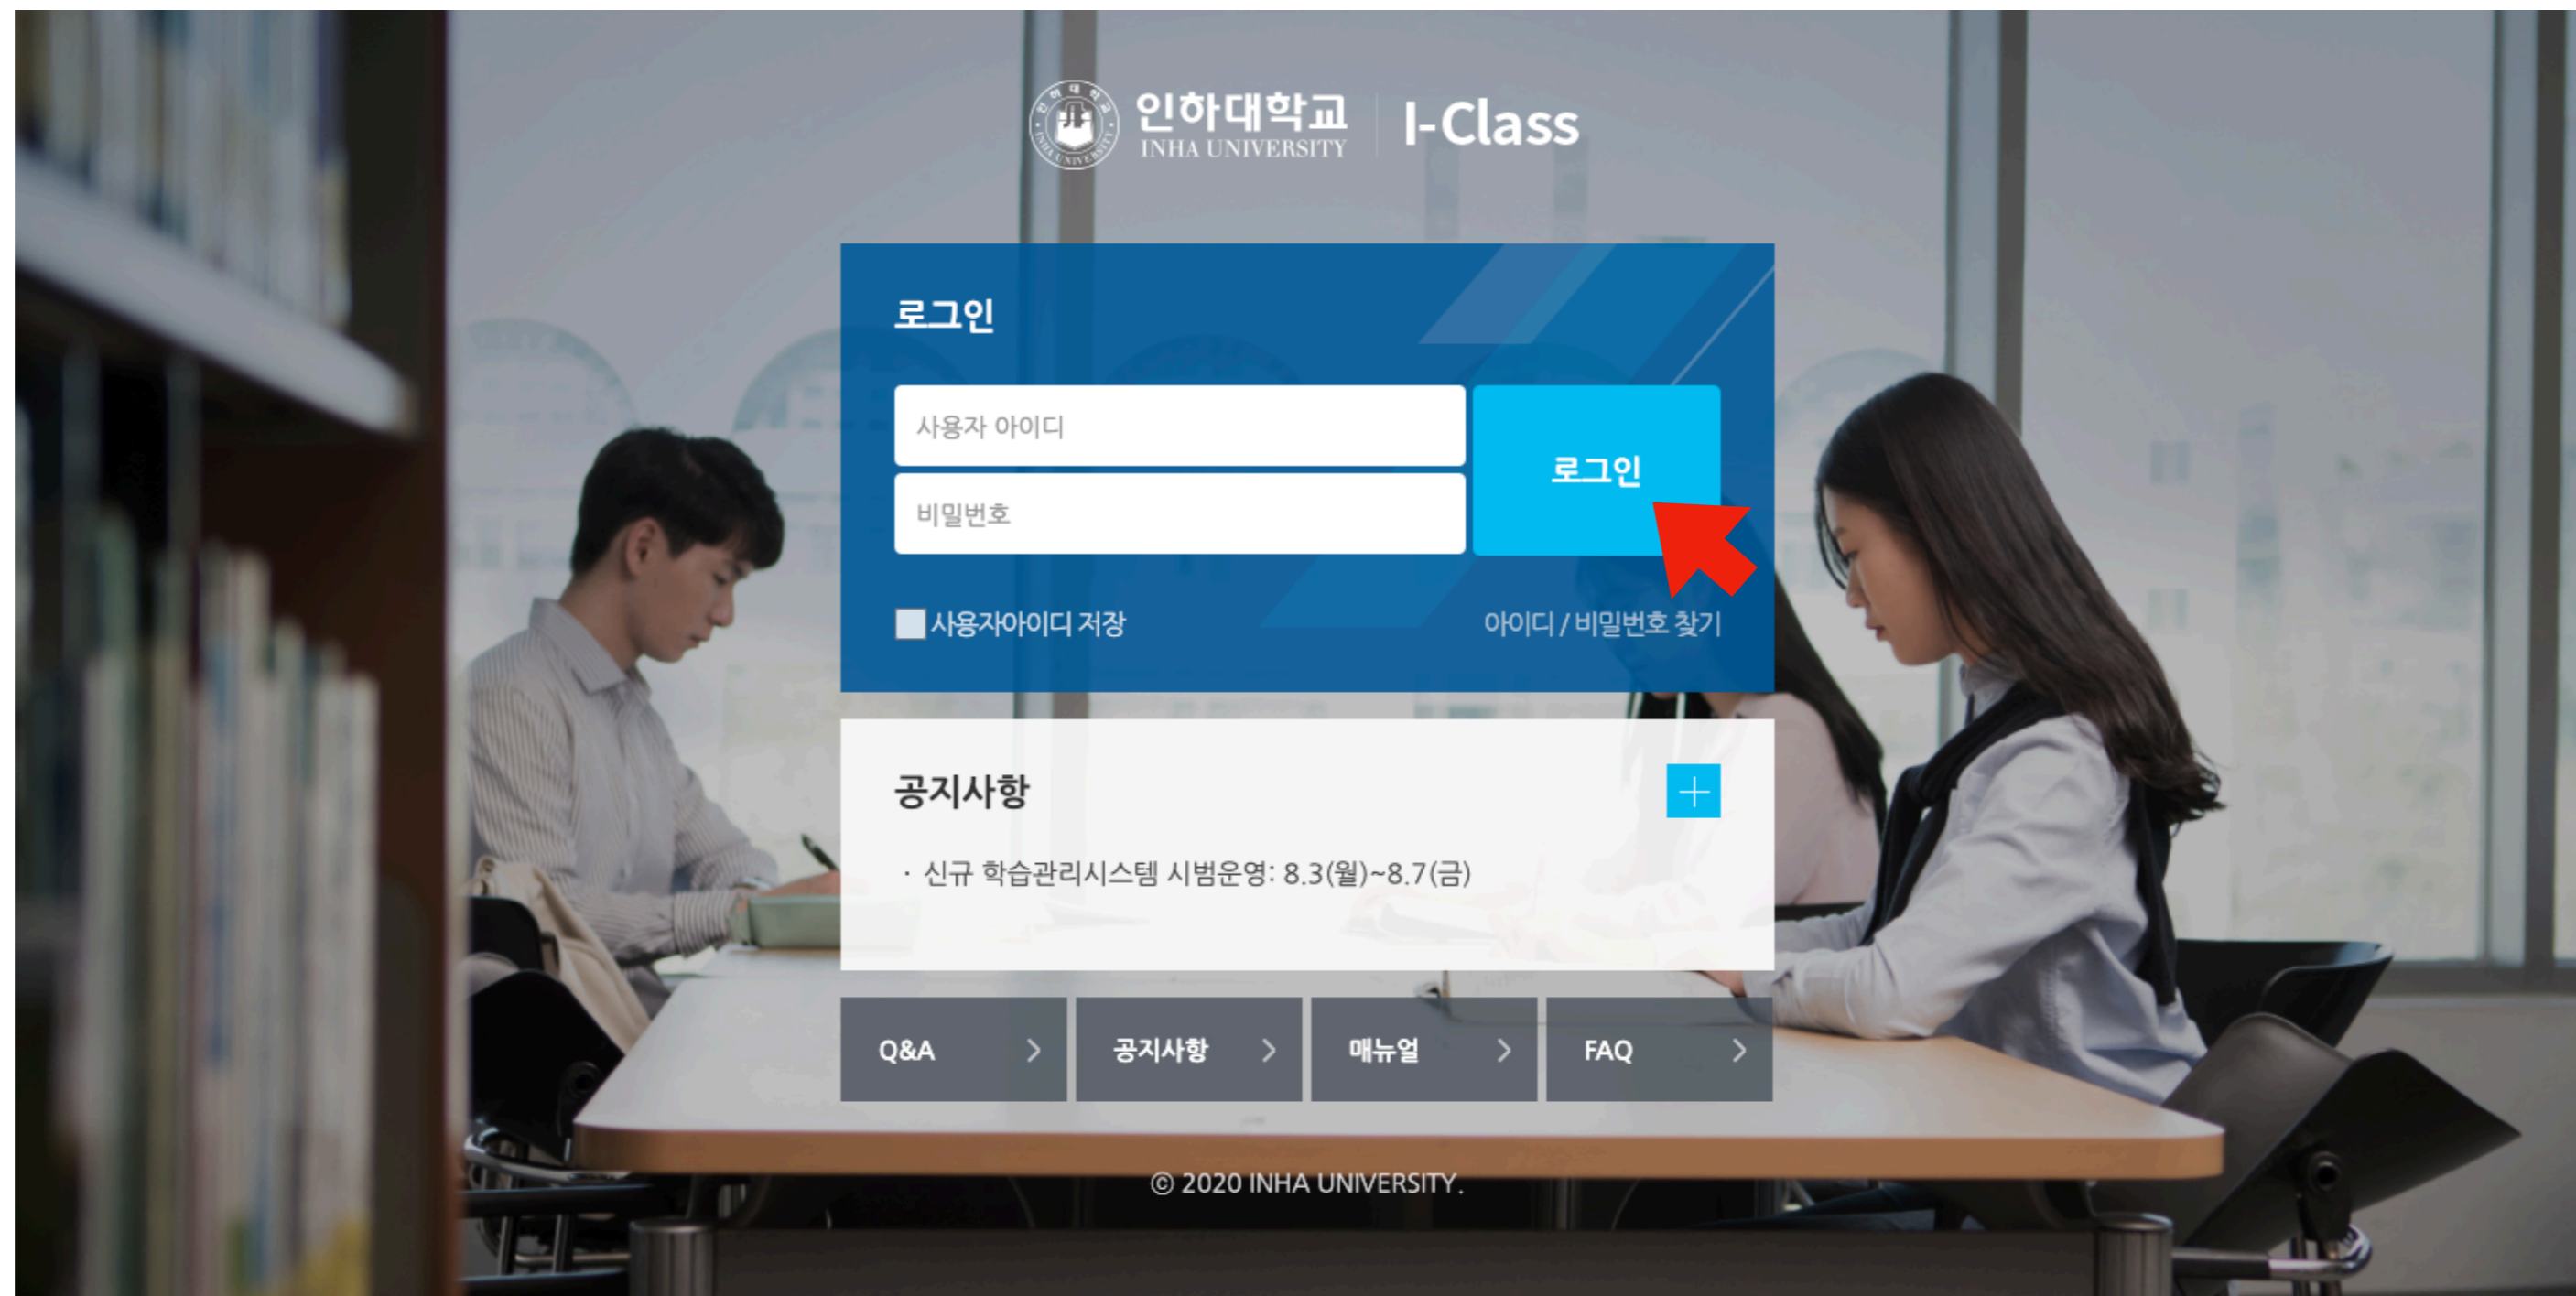 인하대학교
INHA UNIVERSITY
I-Class
로그인
사용자 아이디
비밀번호
로그인
사용자아이디 저장
아이디 / 비밀번호 찾기
공지사항
· 신규 학습관리시스템 시범운영: 8.3(월)~8.7(금)
Q&A
공지사항
매뉴얼
FAQ
© 2020 INHA UNIVERSITY.